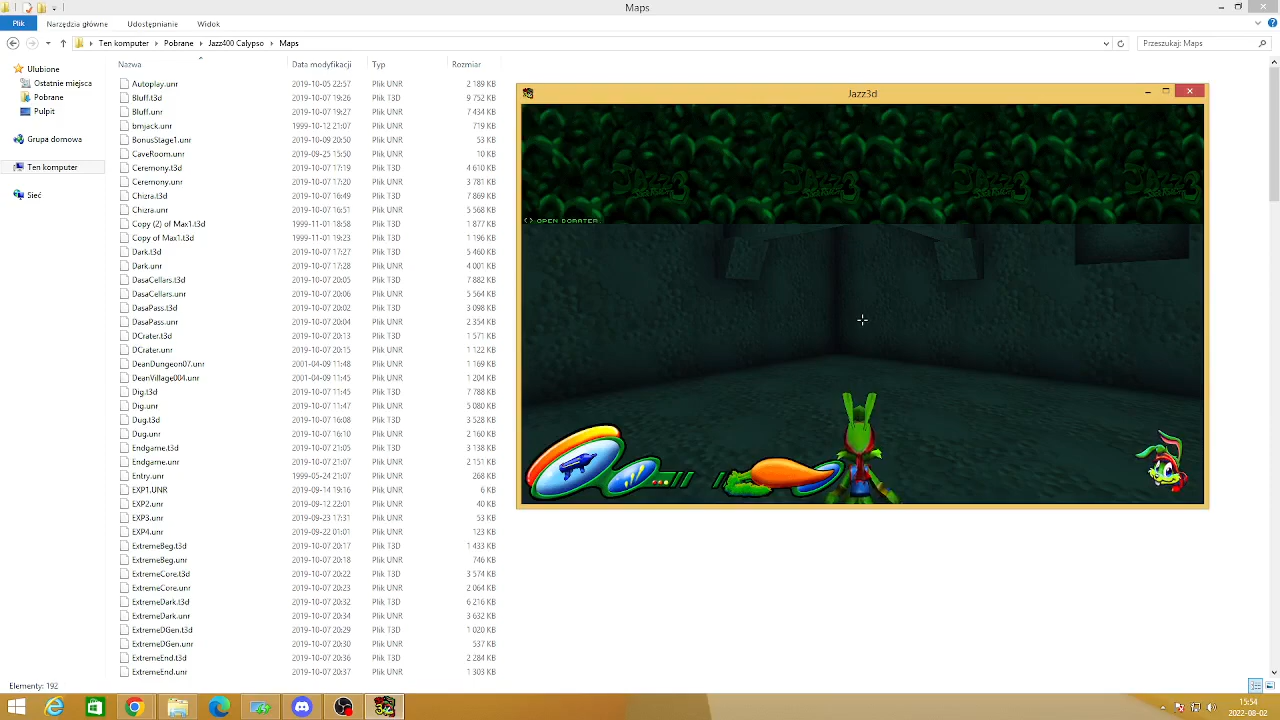 Maps
Plik Narzędzia główne Udostępnianie Widok
Ten komputer Pobrane Jazz400 Calypso Maps Przeszukaj: Maps
Nazwa Data modyfikacji Typ Rozmiar
Ulubione
Ostatnie miejsca
Pobrane
Pulpit
Grupa domowa
Ten komputer
Sieć
Autoplay.unr 2019-10-05 22:57 Plik UNR 2 189 KB
Bluff.t3d 2019-10-07 19:26 Plik T3D 9 752 KB
Bluff.unr 2019-10-07 19:27 Plik UNR 7 434 KB
bmjack.unr 1999-10-12 21:07 Plik UNR 719 KB
BonusStage1.unr 2019-10-09 20:50 Plik UNR 53 KB
CaveRoom.unr 2019-09-25 15:50 Plik UNR 10 KB
Ceremony.t3d 2019-10-07 17:19 Plik T3D 4 610 KB
Ceremony.unr 2019-10-07 17:20 Plik UNR 3 781 KB
Chizra.t3d 2019-10-07 16:49 Plik T3D 7 869 KB
Chizra.unr 2019-10-07 16:51 Plik UNR 5 568 KB
Copy (2) of Max1.t3d 1999-11-01 18:58 Plik T3D 1 877 KB
Copy of Max1.t3d 1999-11-01 19:23 Plik T3D 1 196 KB
Dark.t3d 2019-10-07 17:27 Plik T3D 5 460 KB
Dark.unr 2019-10-07 17:28 Plik UNR 4 001 KB
DasaCellars.t3d 2019-10-07 20:05 Plik T3D 7 882 KB
DasaCellars.unr 2019-10-07 20:06 Plik UNR 5 564 KB
DasaPass.t3d 2019-10-07 20:02 Plik T3D 3 098 KB
DasaPass.unr 2019-10-07 20:04 Plik UNR 2 354 KB
DCrater.t3d 2019-10-07 20:13 Plik T3D 1 571 KB
DCrater.unr 2019-10-07 20:15 Plik UNR 1 122 KB
DeanDungeon07.unr 2001-04-09 11:48 Plik UNR 1 169 KB
DeanVillage004.unr 2001-04-09 11:45 Plik UNR 1 204 KB
Dig.t3d 2019-10-07 11:45 Plik T3D 7 788 KB
Dig.unr 2019-10-07 11:47 Plik UNR 5 080 KB
Dug.t3d 2019-10-07 16:08 Plik T3D 3 528 KB
Dug.unr 2019-10-07 16:10 Plik UNR 2 160 KB
Endgame.t3d 2019-10-07 21:05 Plik T3D 3 138 KB
Endgame.unr 2019-10-07 21:07 Plik UNR 2 151 KB
Entry.unr 1999-05-24 21:07 Plik UNR 268 KB
EXP1.UNR 2019-09-14 19:16 Plik UNR 6 KB
EXP2.unr 2019-09-12 22:01 Plik UNR 40 KB
EXP3.unr 2019-09-23 17:31 Plik UNR 53 KB
EXP4.unr 2019-09-22 01:01 Plik UNR 123 KB
ExtremeBeg.t3d 2019-10-07 20:17 Plik T3D 1 433 KB
ExtremeBeg.unr 2019-10-07 20:18 Plik UNR 746 KB
ExtremeCore.t3d 2019-10-07 20:22 Plik T3D 3 574 KB
ExtremeCore.unr 2019-10-07 20:23 Plik UNR 2 064 KB
ExtremeDark.t3d 2019-10-07 20:32 Plik T3D 6 216 KB
ExtremeDark.unr 2019-10-07 20:34 Plik UNR 3 632 KB
ExtremeDGen.t3d 2019-10-07 20:29 Plik T3D 1 020 KB
ExtremeDGen.unr 2019-10-07 20:30 Plik UNR 537 KB
ExtremeEnd.t3d 2019-10-07 20:36 Plik T3D 2 284 KB
ExtremeEnd.unr 2019-10-07 20:37 Plik UNR 1 303 KB
Jazz3d
(> OPEN DCRATER_
Elementy: 192
15:54
2022-08-02